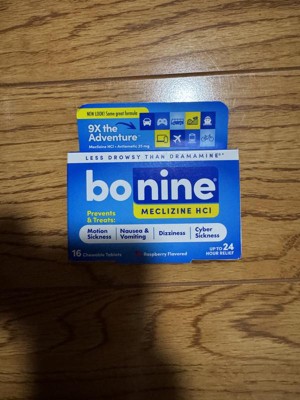 NEW LOOK! Same great formula
9X the
Adventure
Meclizine HCl • Antiemetic 25 mg
LESS DROWSY THAN DRAMAMINE®*
bonine
MECLIZINE HCl
Prevents
& Treats:
Motion
Sickness
Nausea &
Vomiting
Dizziness
Cyber
Sickness
16 Chewable Tablets
Raspberry Flavored
UP TO 24
HOUR RELIEF